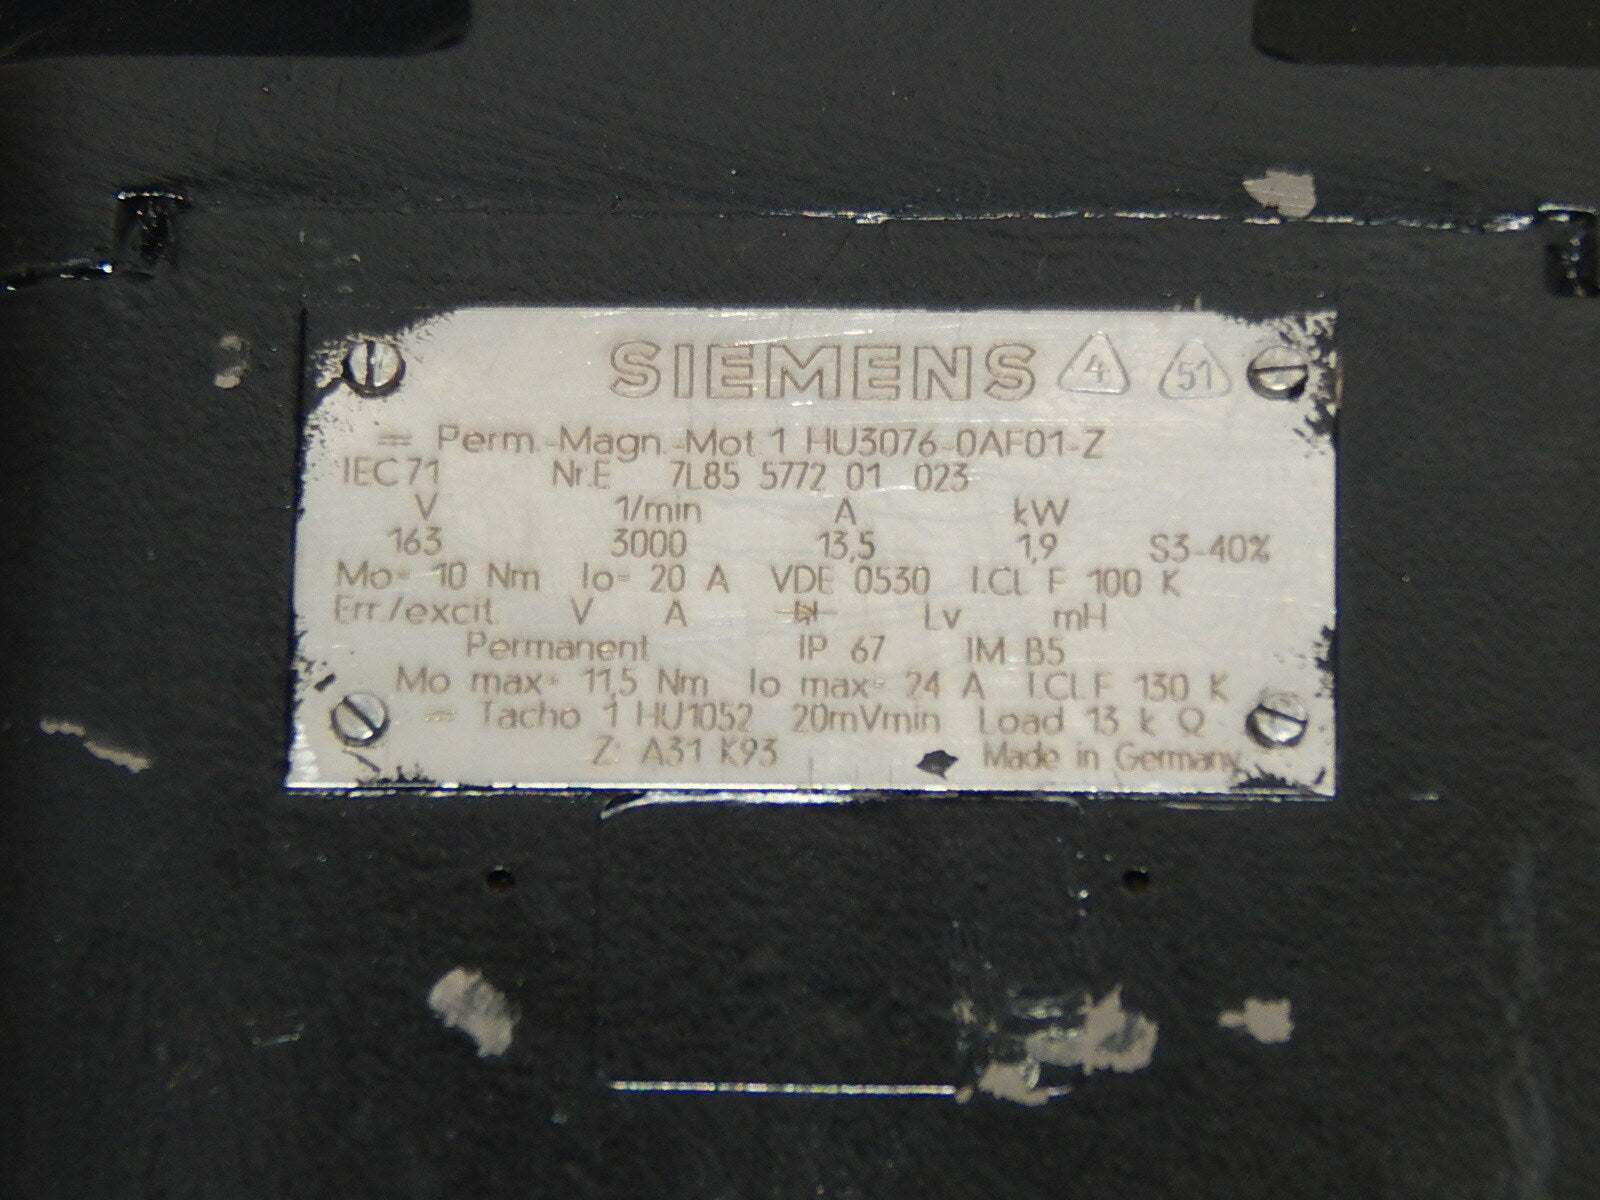 SIEMENS 4 51
= Perm.-Magn.-Mot. 1 HU3076-0AF01-Z
IEC 71 Nr.E 7L85 5772 01 023
V 1/min A kW
163 3000 13,5 1,9 S3-40%
Mo= 10 Nm Io= 20 A VDE 0530 I.Cl. F 100 K
Err./excit. V A Lv mH
Permanent IP 67 IM B5
Mo max= 11,5 Nm Io max= 24 A I.Cl.F 130 K
= Tacho 1 HU1052 20mVmin Load 13 k Ω
Z: A31 K93 Made in Germany